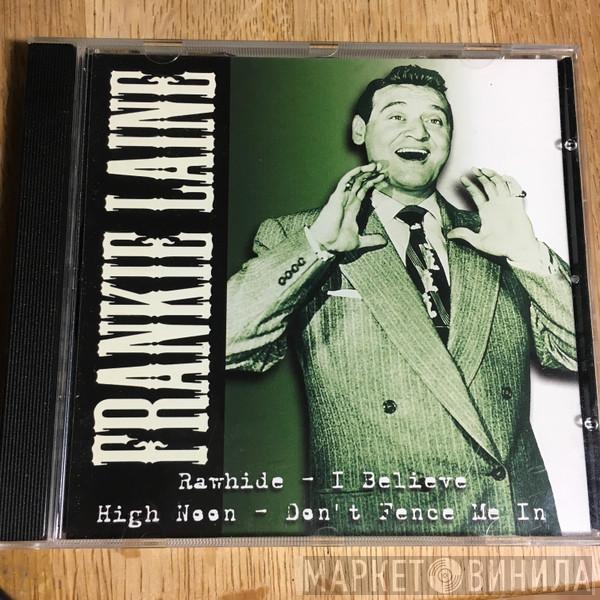 FRANKIE LAINE
Rawhide - I Believe
High Noon - Don't Fence Me In
МАРКЕТ ВИНИЛА